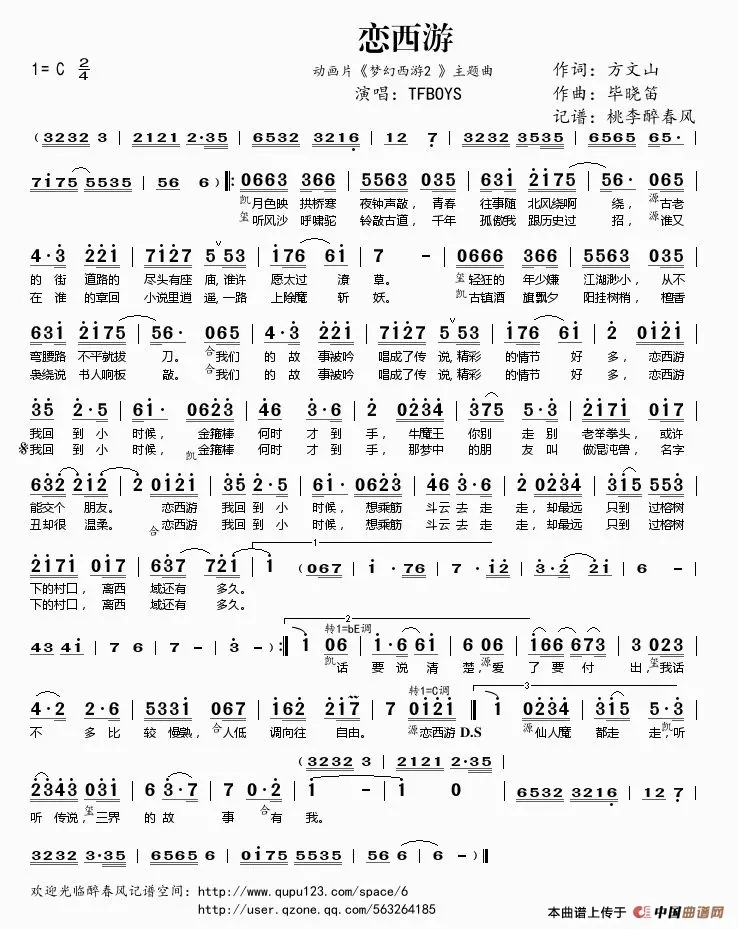 恋西游
1= C 2/4
动画片《梦幻西游2 》主题曲
作词：方文山
演唱：TFBOYS
作曲：毕晓笛
记谱：桃李醉春风
( 3232 3 | 2121 2·35 | 6532 3216 | 12 7 | 3232 3·535 | 6565 65· |
7175 5535 | 56 6 ) ‖: 0663 366 | 5563 035 | 631 2175 | 56· 065 |
凯月色映 拱桥寒 夜钟声敲，青春 往事随 北风绕啊 绕， 源古老
玺听风沙 呼啸驼 铃敲古道，千年 孤傲我 跟历史过 招， 源谁又
4·3 221 | 7127 5 53 | 176 61 | 7 - | 0666 366 | 5563 035 |
的 街 道路的 尽头有座 庙，谁许 愿太过 潦 草。 玺轻狂的 年少嫌 江湖渺小，从不
在 谁 的章回 小说里逍 遥，一路 上除魔 斩 妖。 凯古镇酒 旗飘夕 阳挂树梢，檀香
631 2175 | 56· 065 | 4·3 221 | 7127 5 53 | 176 61 | 2 0121 |
弯腰路 不平就拔 刀。 合我们 的 故 事被吟 唱成了传 说，精彩 的情节 好 多， 恋西游
袅绕说 书人响板 敲。 合我们 的 故 事被吟 唱成了传 说，精彩 的情节 好 多， 恋西游
35 2·5 | 61· 0623 | 46 3·6 | 2 0234 | 375 5·3 | 2171 017 |
我回 到 小 时候， 金箍棒 何时 才 到 手， 牛魔王 你别 走 别 老举拳头，或许
我回 到 小 时候， 凯金箍棒 何时 才 到 手， 那梦中 的朋 友 叫 做混沌兽，名字
632 212 | 2 0121 | 35 2·5 | 61· 0623 | 46 3·6 | 2 0234 | 315 553 |
能交个 朋友。 恋西游 我回 到 小 时候， 想乘筋 斗云 去 走 走，却最远 只到 过榕树
丑却很 温柔。 合恋西游 我回 到 小 时候， 想乘筋 斗云 去 走 走，却最远 只到 过榕树
2171 017 | 637 721 | 1 | (067 | 1 · 76 | 7 · 12 | 3·2 21 | 6 - |
下的村口，离西 域还有 多久。
下的村口，离西 域还有 多久。
43 41 | 7 6 | 7 - | 3 - ) :‖ 1 06 | 1·6 61 | 6 06 | 166 673 | 3 023 |
转1=bE调
凯话 要 说 清 楚，源爱 了 要 付 出，玺我话
4·2 2·6 | 5331 067 | 162 217 | 7 0121 ‖ 1 0234 | 315 5·3 |
转1=C调
不 多 比 较 慢熟，合人低 调向往 自由。 源恋西游 D.S 源仙人魔 都走 走，凯听
( 3232 3 | 2121 2·35 |
2343 031 | 6 3·7 | 7 0·2 | 1 - | 1 0 | 6532 3216 | 12 7 |
听 传说，玺三界 的 故 事 合有 我。
3232 3·35 | 6565 6 | 0175 5535 | 56 6 | 6 - ) ‖
欢迎光临醉春风记谱空间：http://www.qupu123.com/space/6
http://user.qzone.qq.com/563264185
本曲谱上传于 中国曲谱网